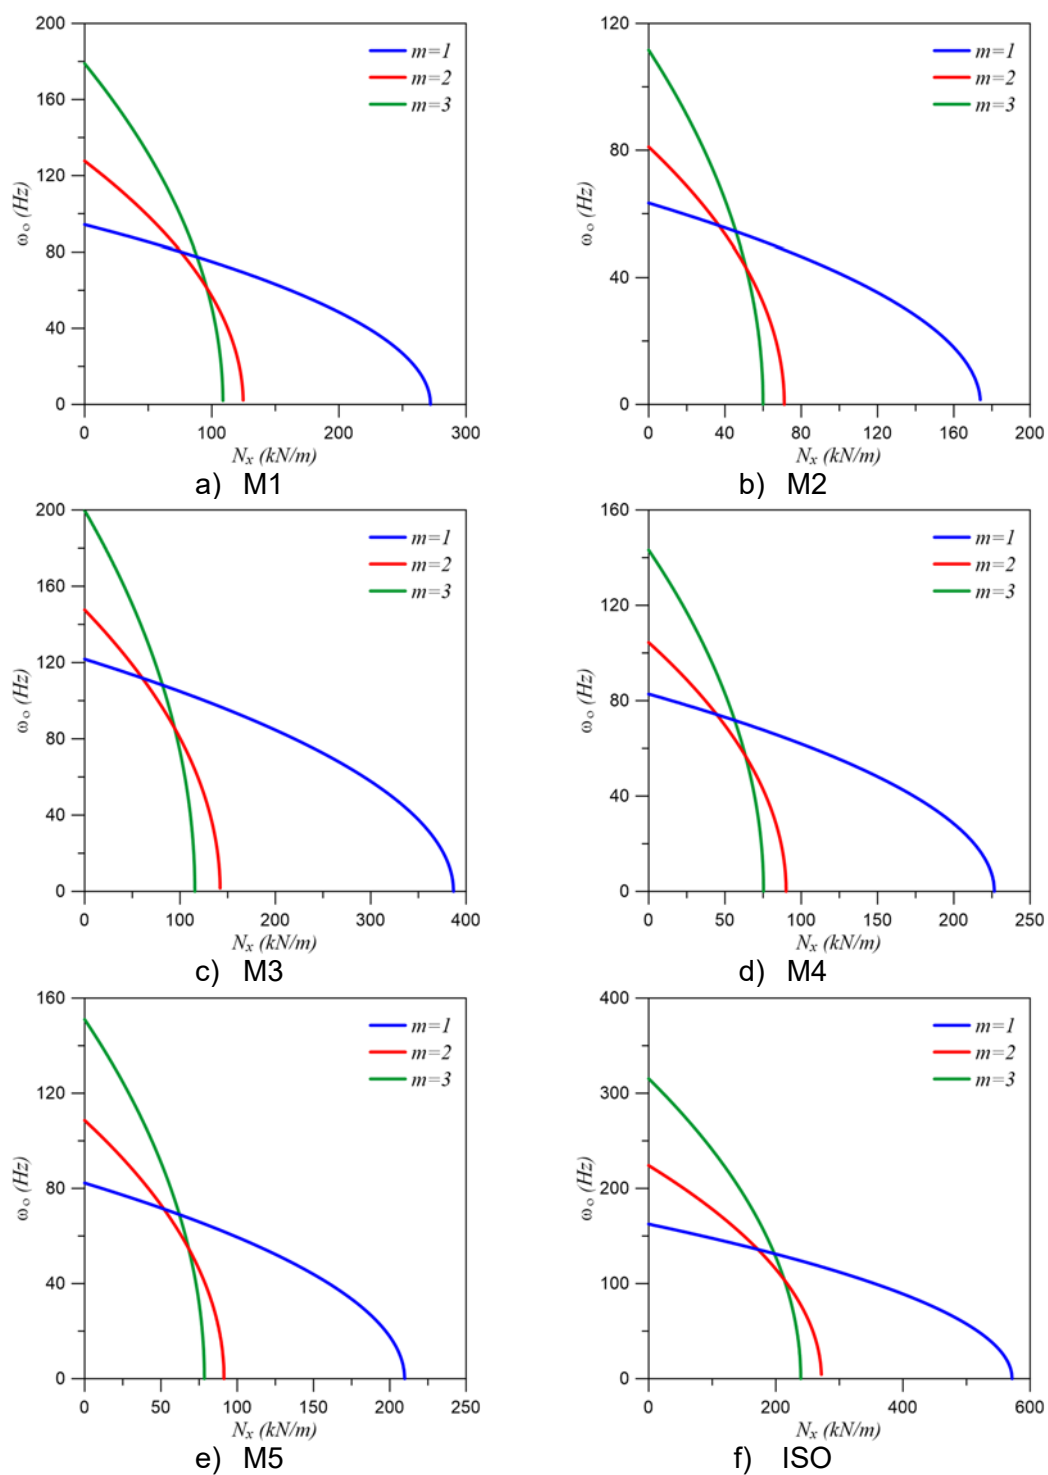 200
160
120
80
40
0
ω₀ (Hz)
m=1
m=2
m=3
0 100 200 300
Nₓ (kN/m)
a) M1
120
80
40
0
ω₀ (Hz)
m=1
m=2
m=3
0 40 80 120 160 200
Nₓ (kN/m)
b) M2
200
160
120
80
40
0
ω₀ (Hz)
m=1
m=2
m=3
0 100 200 300 400
Nₓ (kN/m)
c) M3
160
120
80
40
0
ω₀ (Hz)
m=1
m=2
m=3
0 50 100 150 200 250
Nₓ (kN/m)
d) M4
160
120
80
40
0
ω₀ (Hz)
m=1
m=2
m=3
0 50 100 150 200 250
Nₓ (kN/m)
e) M5
400
300
200
100
0
ω₀ (Hz)
m=1
m=2
m=3
0 200 400 600
Nₓ (kN/m)
f) ISO